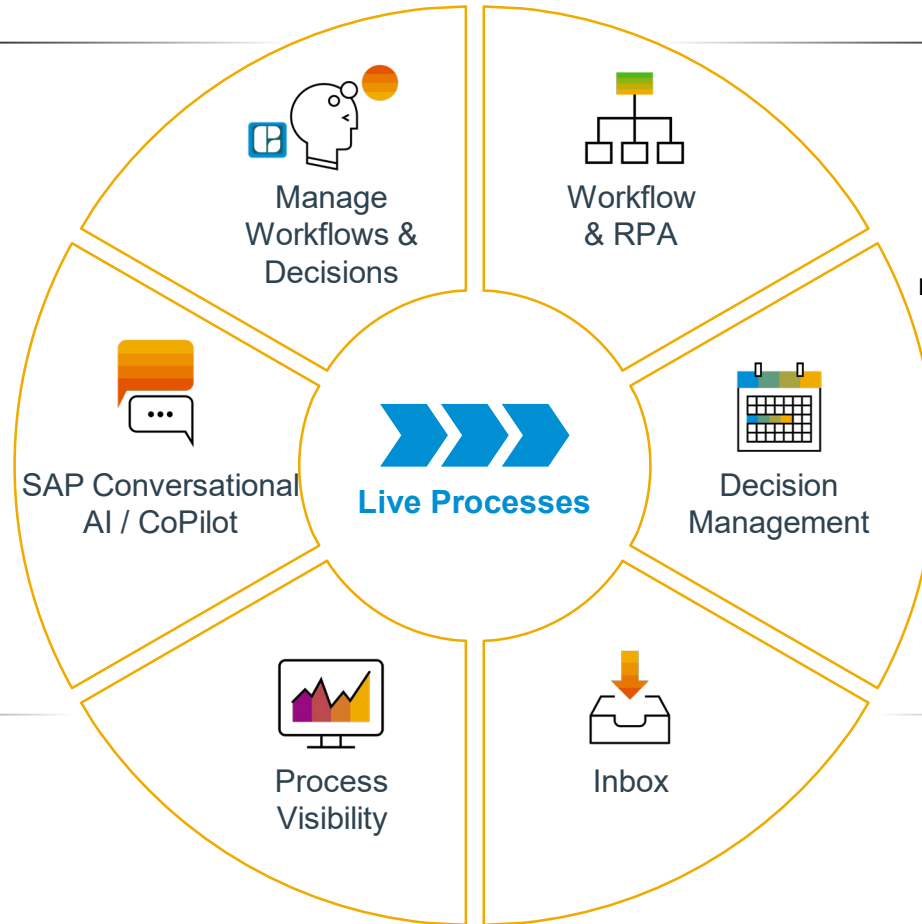 Manage
Workflows &
Decisions
Workflow
& RPA
SAP Conversational
AI / CoPilot
Live Processes
Decision
Management
Process
Visibility
Inbox